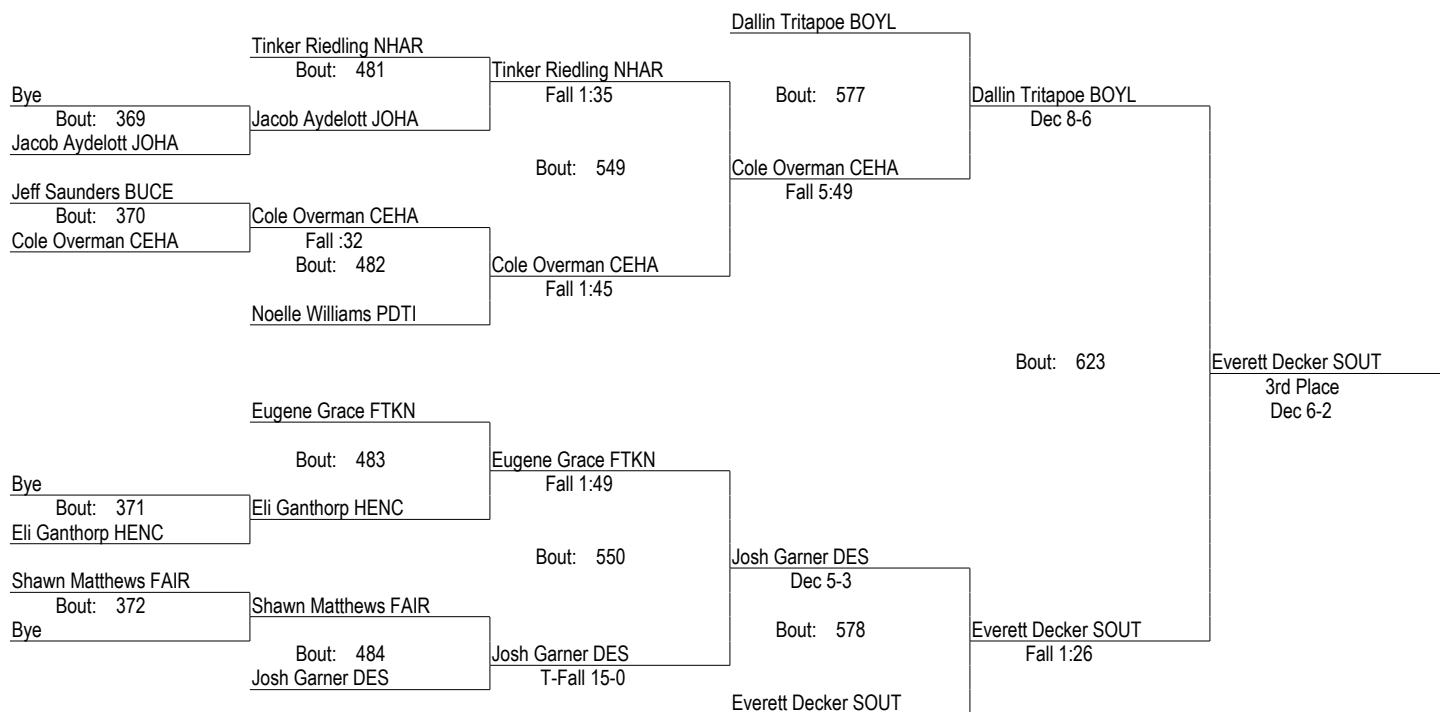 Dallin Tritapoe BOYL
Tinker Riedling NHAR
Bout: 481
Tinker Riedling NHAR
Fall 1:35
Bye
Bout: 577
Dallin Tritapoe BOYL
Bout: 369
Jacob Aydelott JOHA
Dec 8-6
Jacob Aydelott JOHA
Bout: 549
Cole Overman CEHA
Jeff Saunders BUCE
Fall 5:49
Bout: 370
Cole Overman CEHA
Cole Overman CEHA
Fall :32
Bout: 482
Cole Overman CEHA
Fall 1:45
Noelle Williams PDTI
Bout: 623
Everett Decker SOUT
3rd Place
Dec 6-2
Eugene Grace FTKN
Bout: 483
Eugene Grace FTKN
Bye
Fall 1:49
Bout: 371
Eli Ganthorp HENC
Eli Ganthorp HENC
Bout: 550
Josh Garner DES
Shawn Matthews FAIR
Dec 5-3
Bout: 372
Shawn Matthews FAIR
Bye
Bout: 578
Everett Decker SOUT
Bout: 484
Josh Garner DES
Fall 1:26
Josh Garner DES
T-Fall 15-0
Everett Decker SOUT